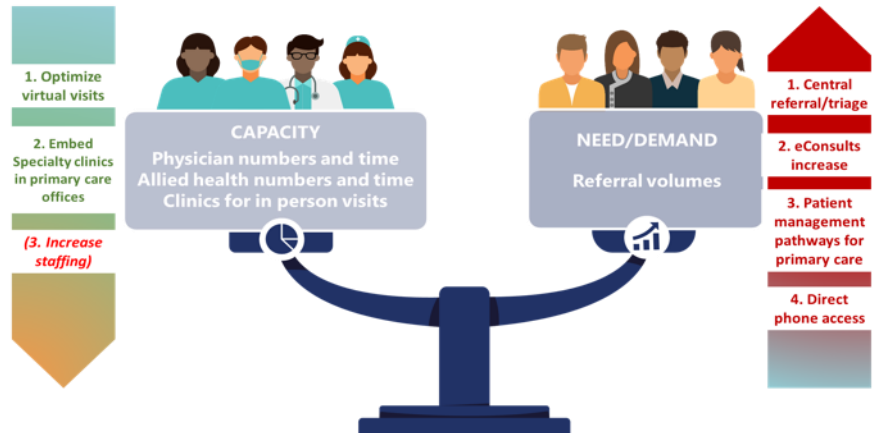 1. Optimize
virtual visits
2. Embed
Specialty clinics
in primary care
offices
(3. Increase
staffing)
CAPACITY
Physician numbers and time
Allied health numbers and time
Clinics for in person visits
NEED/DEMAND
Referral volumes
1. Central
referral/triage
2. eConsults
increase
3. Patient
management
pathways for
primary care
4. Direct
phone access